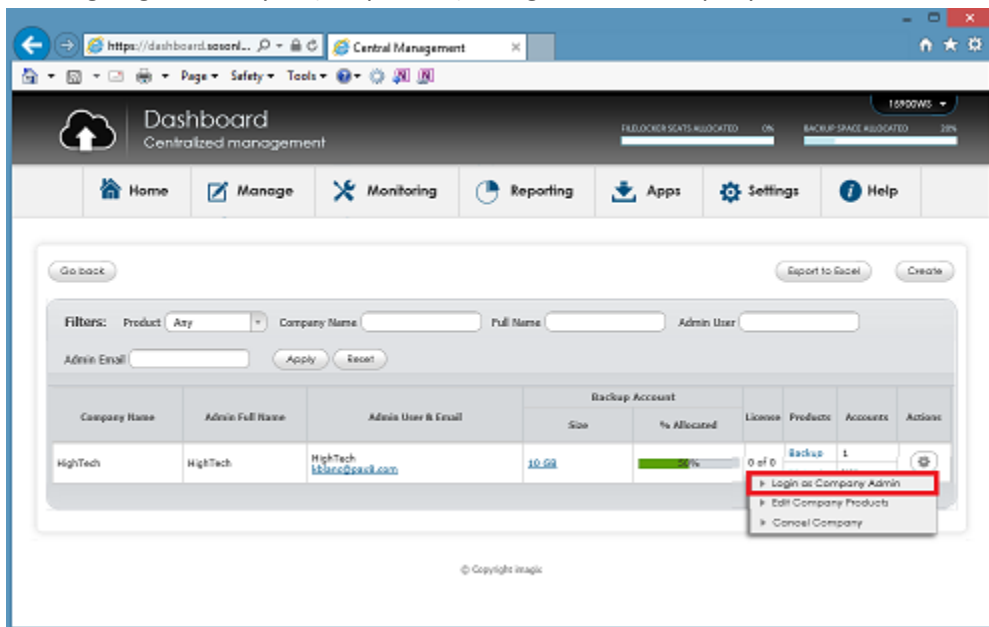 https://dashboard.sosonl...
Central Management
Page Safety Tools
16900WS
Dashboard
Centralized management
FILELOCKER SEATS ALLOCATED 0%
BACKUP SPACE ALLOCATED 28%
Home Manage Monitoring Reporting Apps Settings Help
Go back
Export to Excel Create
Filters: Product Any Company Name Full Name Admin User
Admin Email Apply Reset
Backup Account
Company Name Admin Full Name Admin User & Email Size % Allocated License Products Accounts Actions
HighTech HighTech HighTech 10 GB 50% 0 of 0 Backup 1
Login as Company Admin
Edit Company Products
Cancel Company
© Copyright imagis